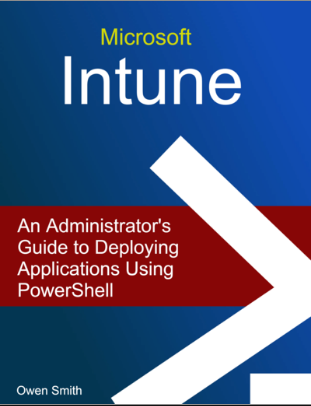 Microsoft
Intune
An Administrator's
Guide to Deploying
Applications Using
PowerShell
Owen Smith